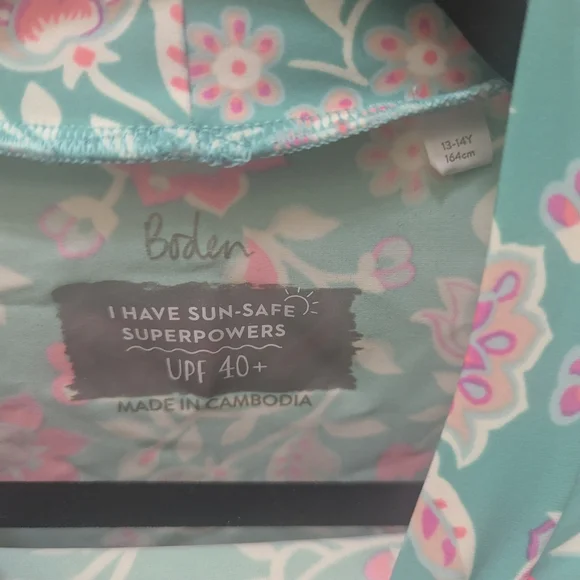 13-14Y
164cm
Boden
I HAVE SUN-SAFE
SUPERPOWERS
UPF 40+
MADE IN CAMBODIA